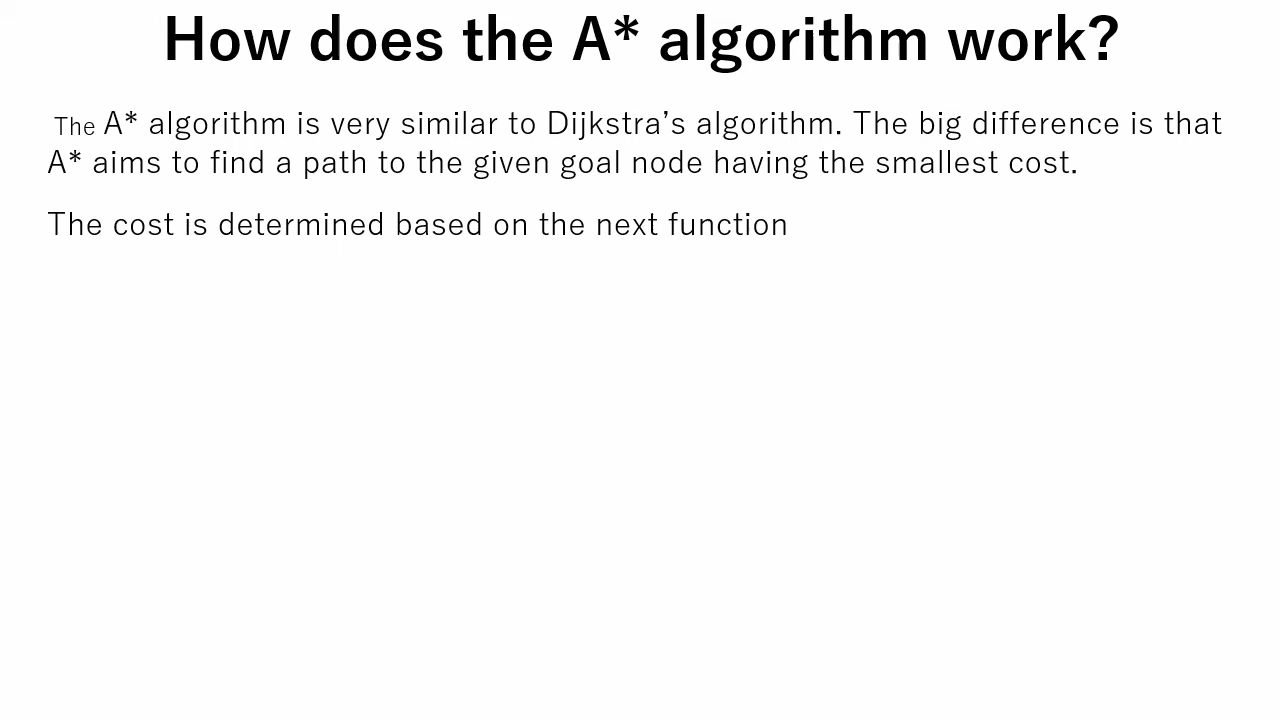 How does the A* algorithm work?
The A* algorithm is very similar to Dijkstra’s algorithm. The big difference is that
A* aims to find a path to the given goal node having the smallest cost.
The cost is determined based on the next function